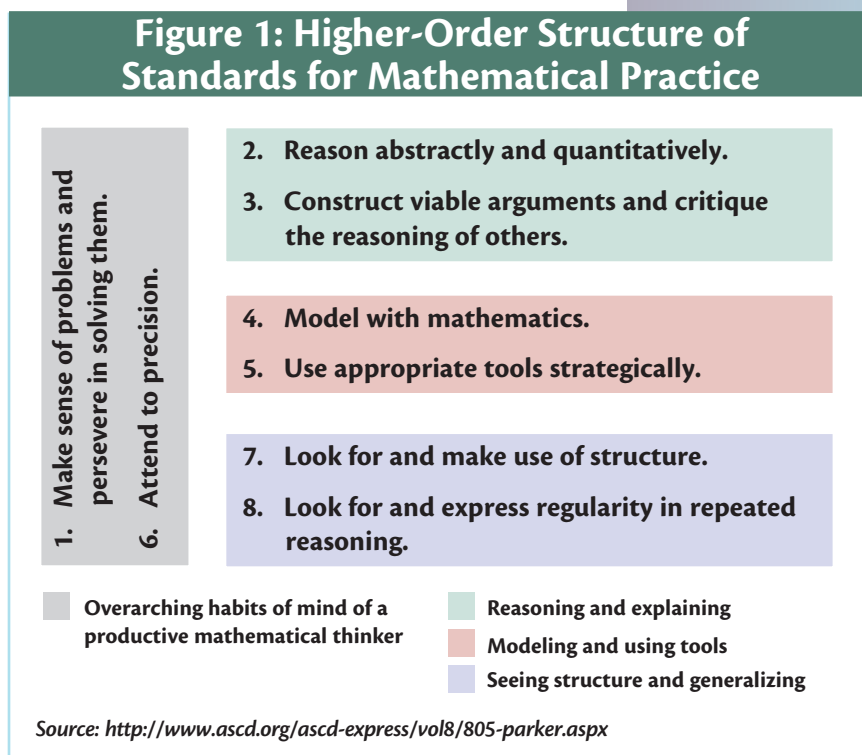 Figure 1: Higher-Order Structure of
Standards for Mathematical Practice
1. Make sense of problems and
persevere in solving them.
6. Attend to precision.
2. Reason abstractly and quantitatively.
3. Construct viable arguments and critique
the reasoning of others.
4. Model with mathematics.
5. Use appropriate tools strategically.
7. Look for and make use of structure.
8. Look for and express regularity in repeated
reasoning.
Overarching habits of mind of a
productive mathematical thinker
Reasoning and explaining
Modeling and using tools
Seeing structure and generalizing
Source: http://www.ascd.org/ascd-express/vol8/805-parker.aspx